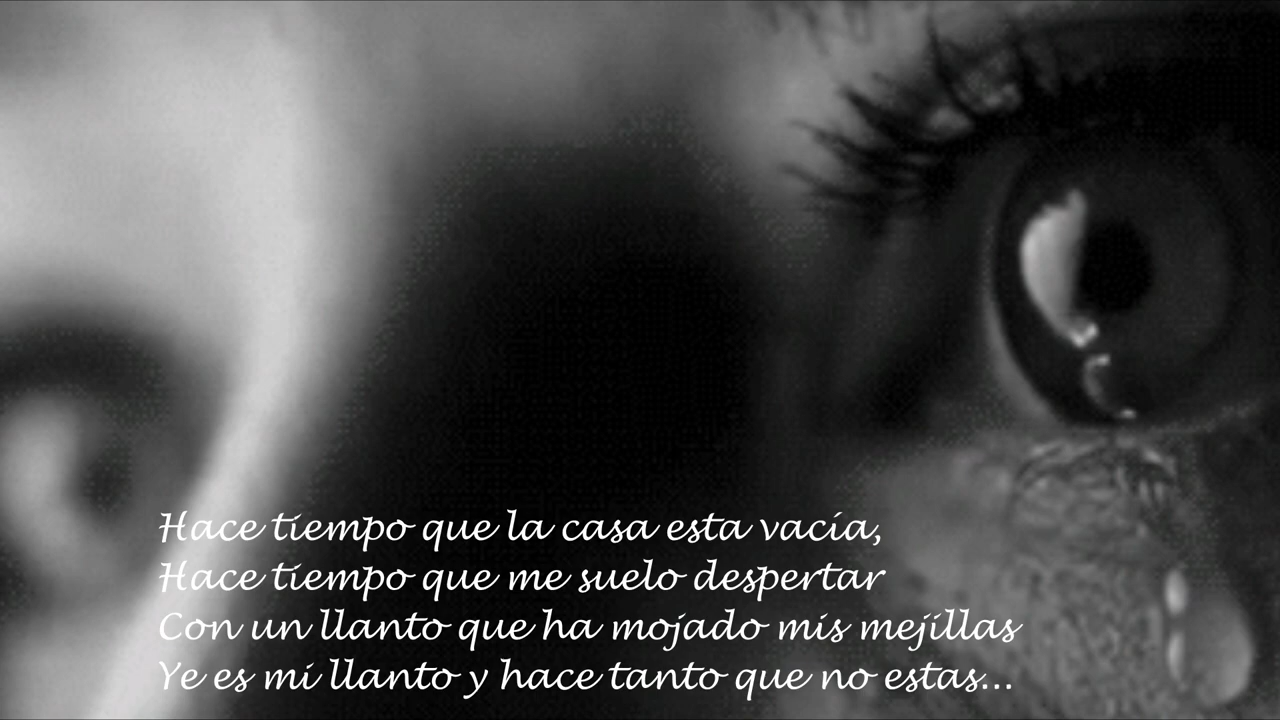 Hace tiempo que la casa esta vacía,
Hace tiempo que me suelo despertar
Con un llanto que ha mojado mis mejillas
Ye es mi llanto y hace tanto que no estas...